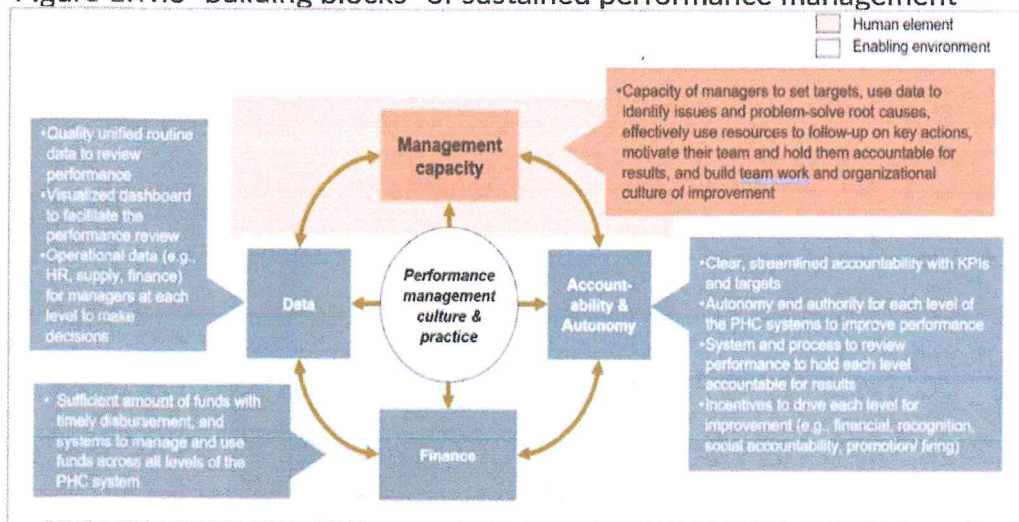 "building blocks" of sustained performance management
Human element
Enabling environment
•Capacity of managers to set targets, use data to
identify issues and problem-solve root causes,
effectively use resources to follow-up on key actions,
motivate their team and hold them accountable for
results, and build team work and organizational
culture of improvement
Management
capacity
•Quality unified routine
data to review
performance
•Visualized dashboard
to facilitate the
performance review
•Operational data (e.g.,
HR, supply, finance)
for managers at each
level to make
decisions
Data
Performance
management
culture &
practice
Account-
ability &
Autonomy
•Clear, streamlined accountability with KPIs
and targets
•Autonomy and authority for each level of
the PHC systems to improve performance
•System and process to review
performance to hold each level
accountable for results
•Incentives to drive each level for
improvement (e.g., financial, recognition,
social accountability, promotion/ firing)
• Sufficient amount of funds with
timely disbursement, and
systems to manage and use
funds across all levels of the
PHC system
Finance